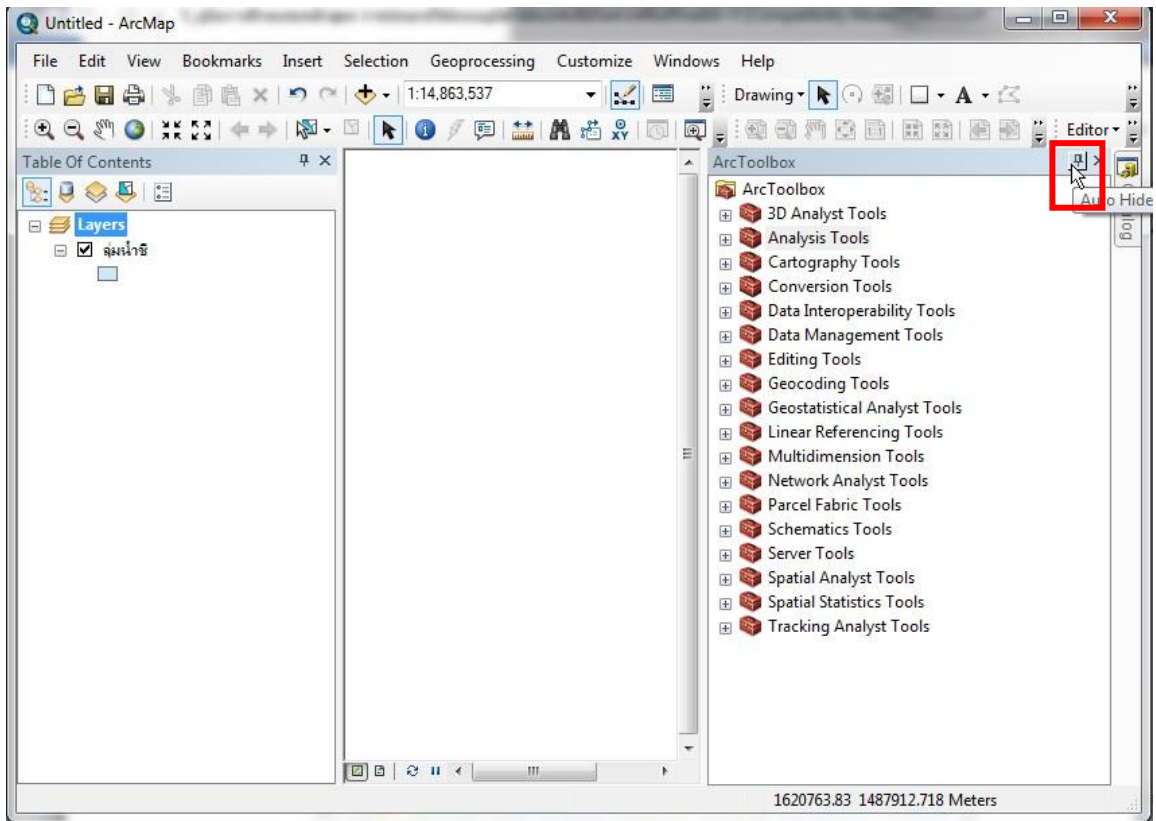 Untitled - ArcMap
File Edit View Bookmarks Insert Selection Geoprocessing Customize Windows Help
1:14,863,537
Drawing
A
XY
Editor
Table Of Contents
Layers
ลุ่มน้ำชี
ArcToolbox
Auto Hide
ArcToolbox
3D Analyst Tools
Analysis Tools
Cartography Tools
Conversion Tools
Data Interoperability Tools
Data Management Tools
Editing Tools
Geocoding Tools
Geostatistical Analyst Tools
Linear Referencing Tools
Multidimension Tools
Network Analyst Tools
Parcel Fabric Tools
Schematics Tools
Server Tools
Spatial Analyst Tools
Spatial Statistics Tools
Tracking Analyst Tools
1620763.83 1487912.718 Meters